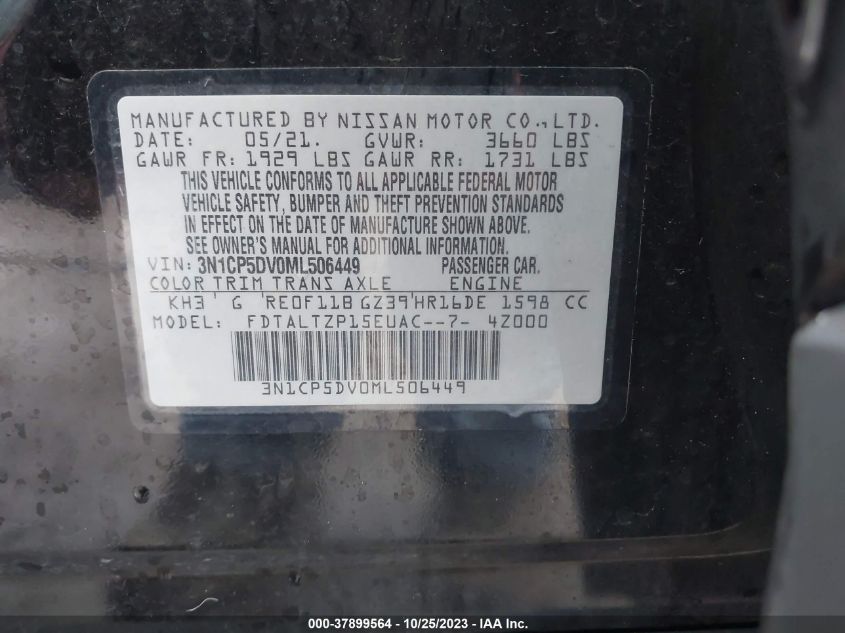 MANUFACTURED BY NISSAN MOTOR CO.,LTD.
DATE: 05/21. GVWR: 3660 LBS
GAWR FR: 1929 LBS GAWR RR: 1731 LBS
THIS VEHICLE CONFORMS TO ALL APPLICABLE FEDERAL MOTOR
VEHICLE SAFETY, BUMPER AND THEFT PREVENTION STANDARDS
IN EFFECT ON THE DATE OF MANUFACTURE SHOWN ABOVE.
SEE OWNER'S MANUAL FOR ADDITIONAL INFORMATION.
VIN: 3N1CP5DV0ML506449 PASSENGER CAR.
COLOR TRIM TRANS AXLE ENGINE
KH3 ' G 'RE0F11B GZ39'HR16DE 1598 CC
MODEL: FDTALTZP15EUAC--7- 4Z000
3N1CP5DV0ML506449
000-37899564 - 10/25/2023 - IAA Inc.